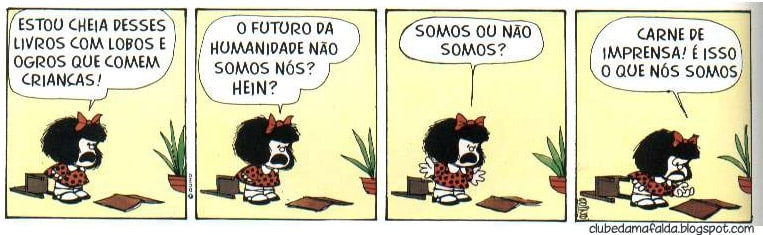 ESTOU CHEIA DESSES
LIVROS COM LOBOS E
OGROS QUE COMEM
CRIANÇAS!
O FUTURO DA
HUMANIDADE NÃO
SOMOS NÓS?
HEIN?
SOMOS OU NÃO
SOMOS?
CARNE DE
IMPRENSA! É ISSO
O QUE NÓS SOMOS
clubedamafalda.blogspot.com